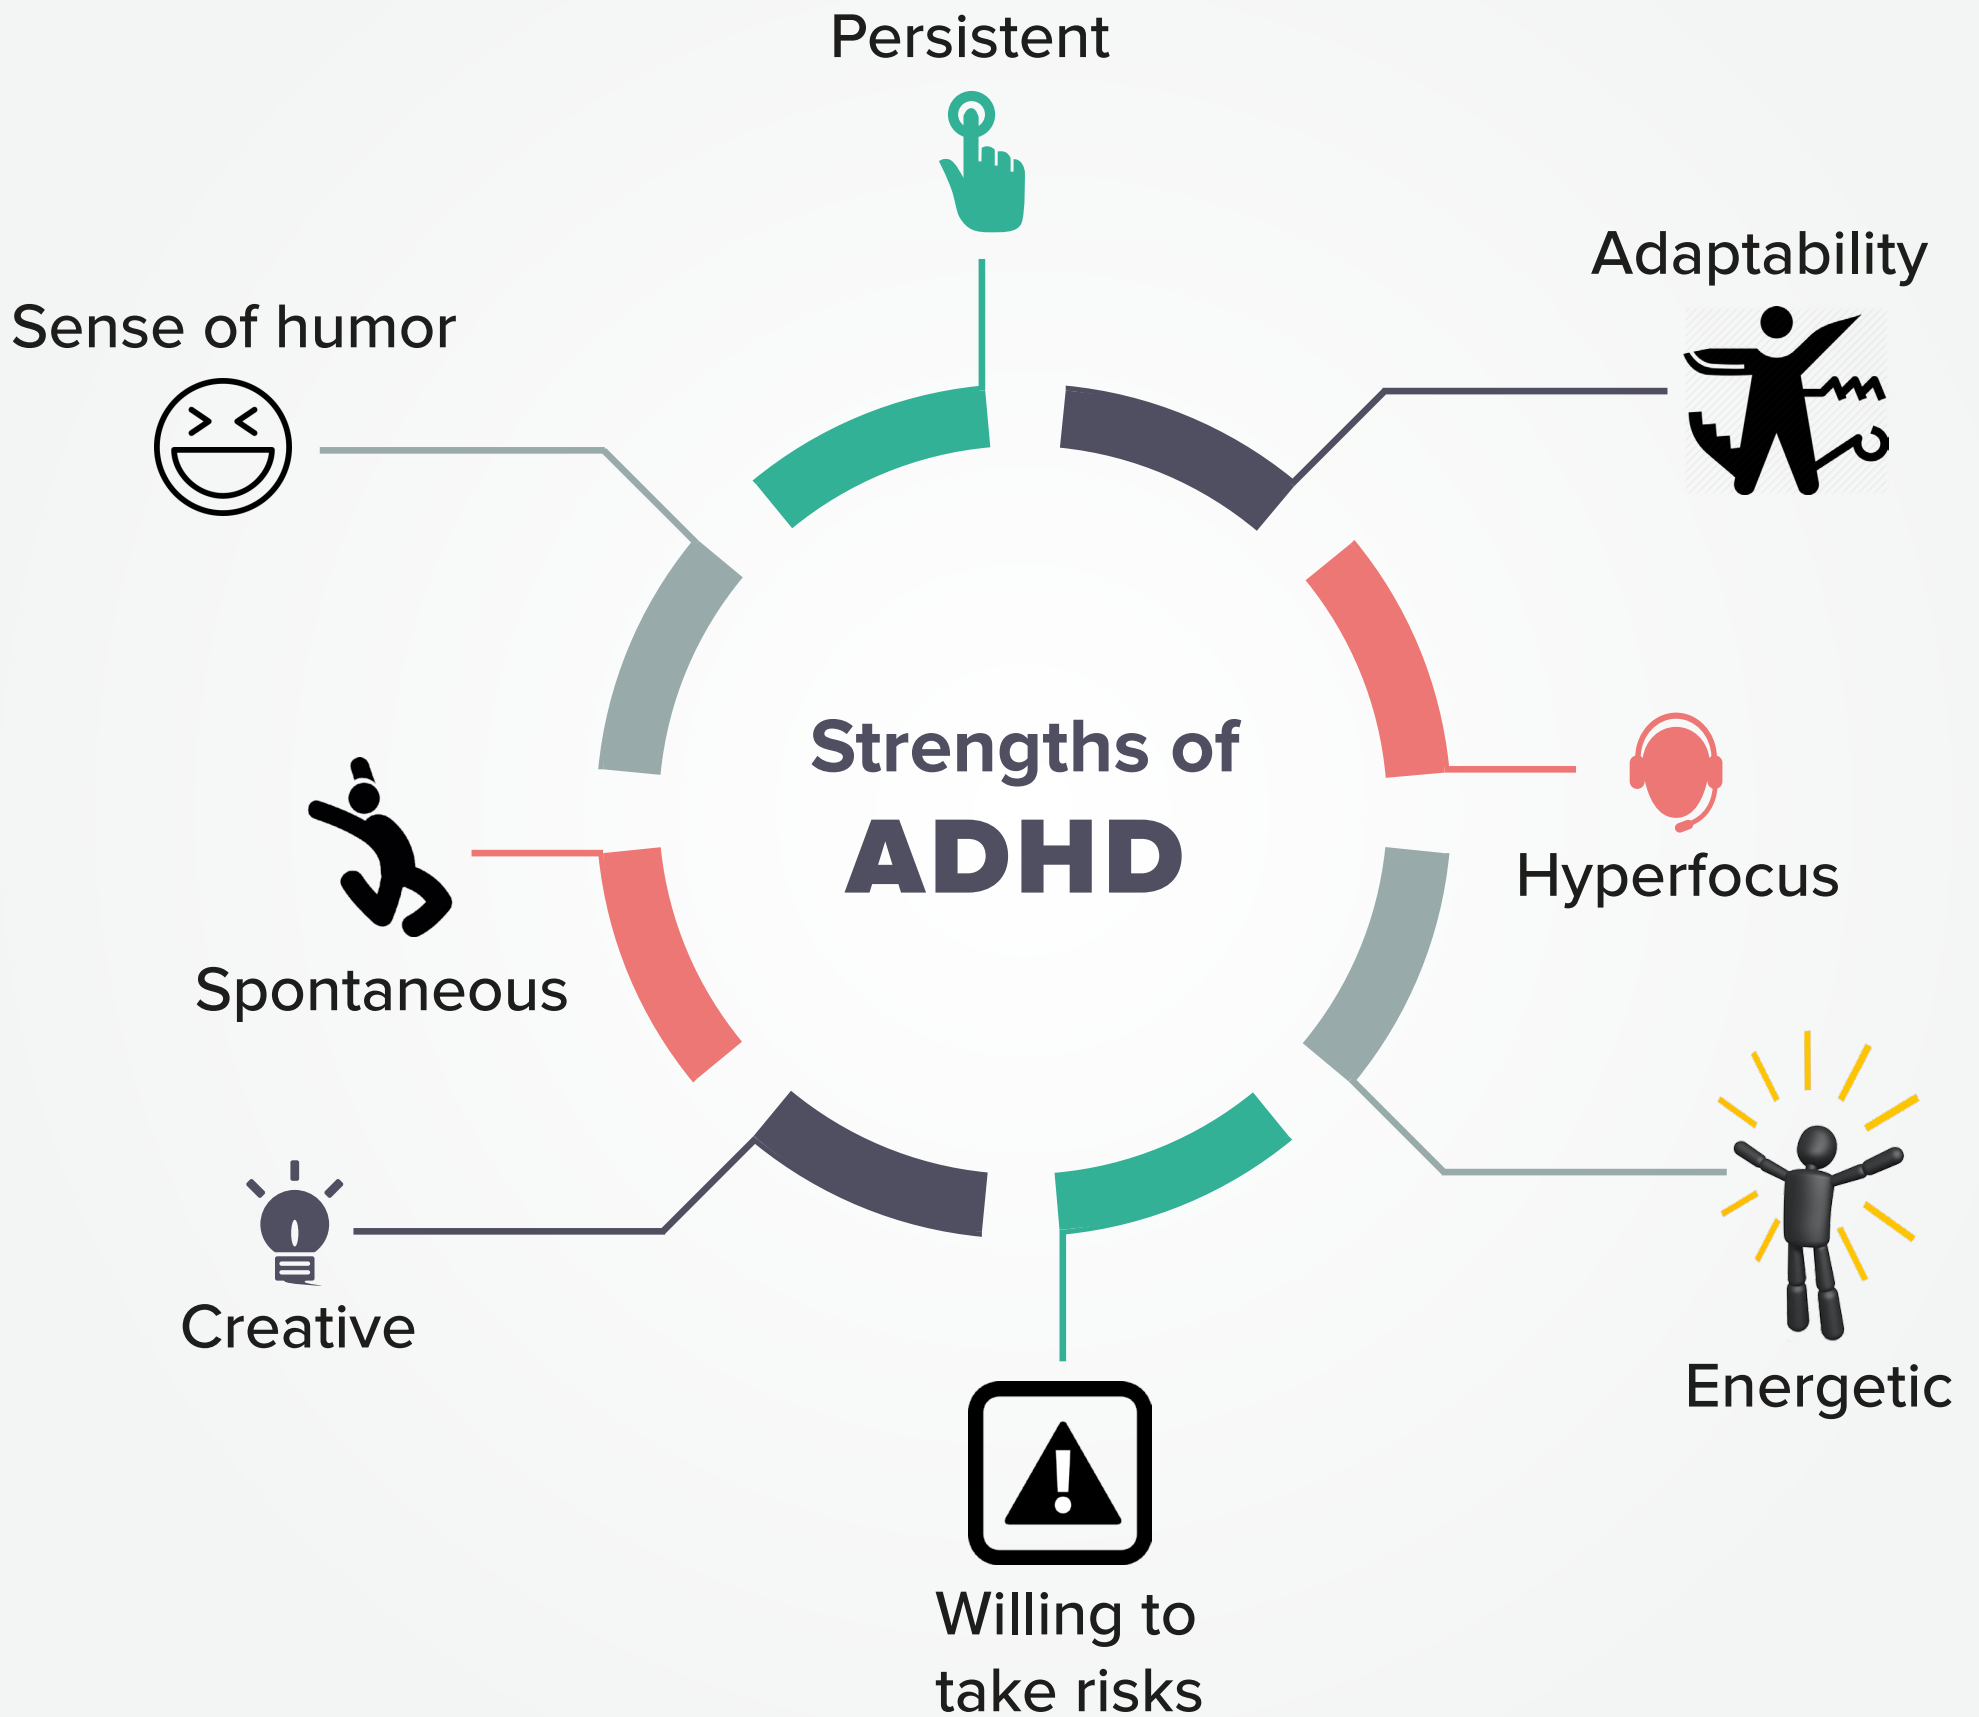 Persistent
Adaptability
Sense of humor
Strengths of
ADHD
Hyperfocus
Spontaneous
Creative
Energetic
Willing to
take risks